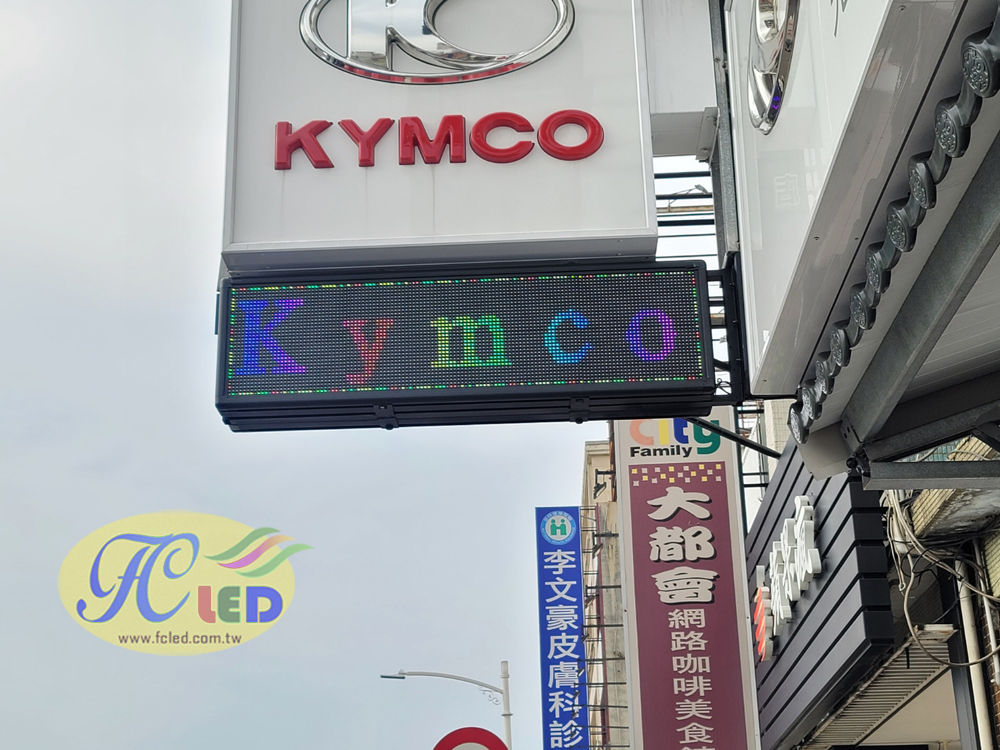 KYMCO
Kymco
City
Family
大都會
網路咖啡美食
李文豪皮膚科診
FC LED
www.fcled.com.tw